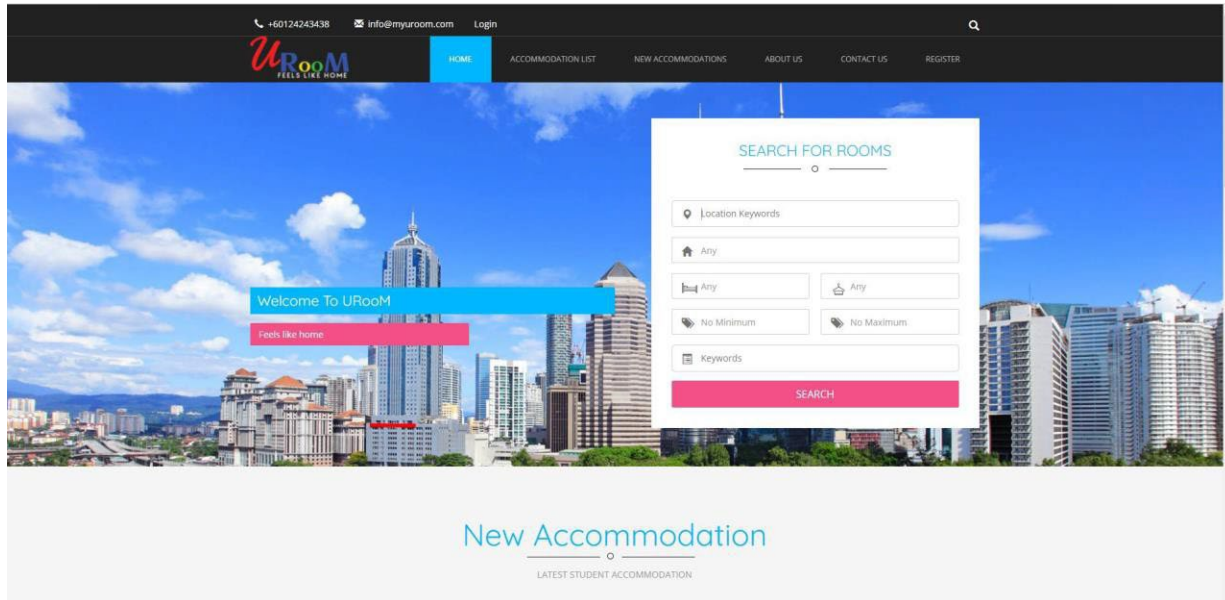 +60124243438 info@myuroom.com Login
URooM
FEELS LIKE HOME
HOME ACCOMMODATION LIST NEW ACCOMMODATIONS ABOUT US CONTACT US REGISTER
SEARCH FOR ROOMS
Location Keywords
Any
Any Any
No Minimum No Maximum
Keywords
SEARCH
Welcome To URooM
Feels like home
New Accommodation
LATEST STUDENT ACCOMMODATION